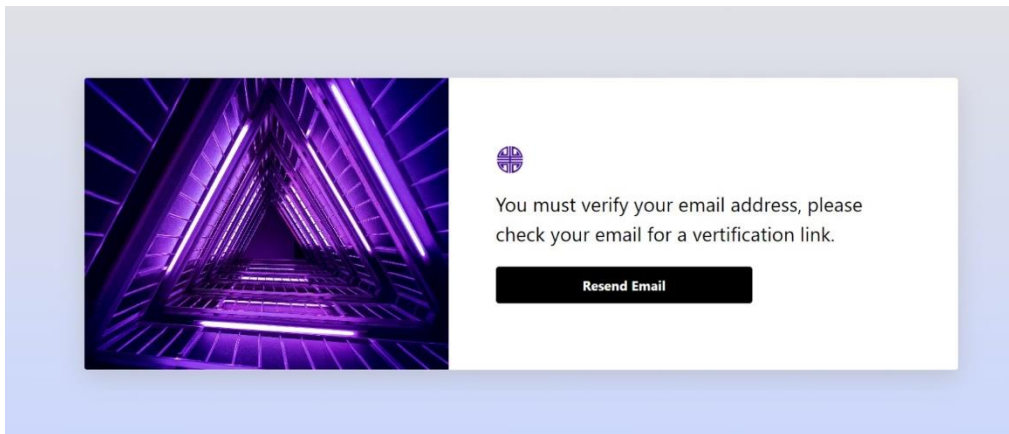 You must verify your email address, please
check your email for a vertification link.
Resend Email